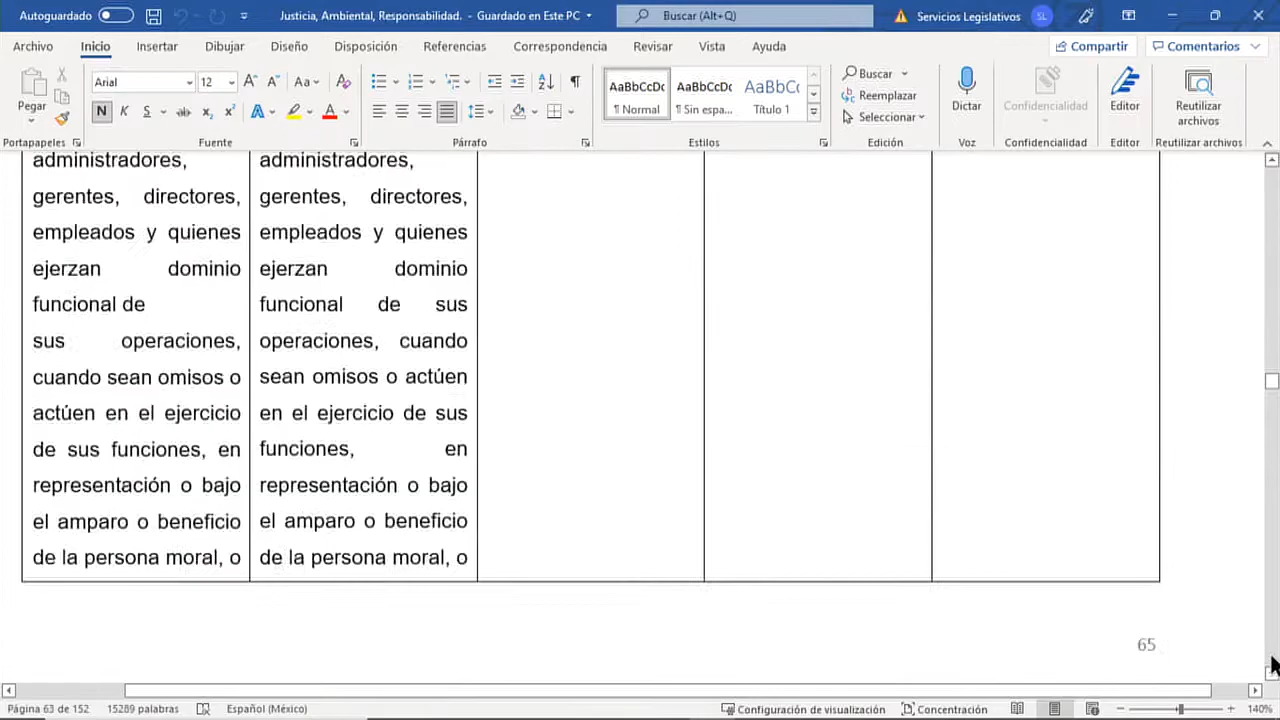 Autoguardado
Justicia, Ambiental, Responsabilidad. - Guardado en Este PC
Buscar (Alt+Q)
Servicios Legislativos
SL
Archivo Inicio Insertar Dibujar Diseño Disposición Referencias Correspondencia Revisar Vista Ayuda
Compartir
Comentarios
Pegar
Arial
12
Aa
N K S ab x₂ x² A A
AaBbCcDc AaBbCcDc AaBbCc
¶ Normal ¶ Sin espa... Título 1
Buscar
Reemplazar
Seleccionar
Dictar
Confidencialidad
Editor
Reutilizar
archivos
Portapapeles Fuente Párrafo Estilos Edición Voz Confidencialidad Editor Reutilizar archivos
administradores,
gerentes, directores,
empleados y quienes
ejerzan dominio
funcional de
sus operaciones,
cuando sean omisos o
actúen en el ejercicio
de sus funciones, en
representación o bajo
el amparo o beneficio
de la persona moral, o
administradores,
gerentes, directores,
empleados y quienes
ejerzan dominio
funcional de sus
operaciones, cuando
sean omisos o actúen
en el ejercicio de sus
funciones, en
representación o bajo
el amparo o beneficio
de la persona moral, o
65
Página 63 de 152 15289 palabras Español (México) Configuración de visualización Concentración 140%